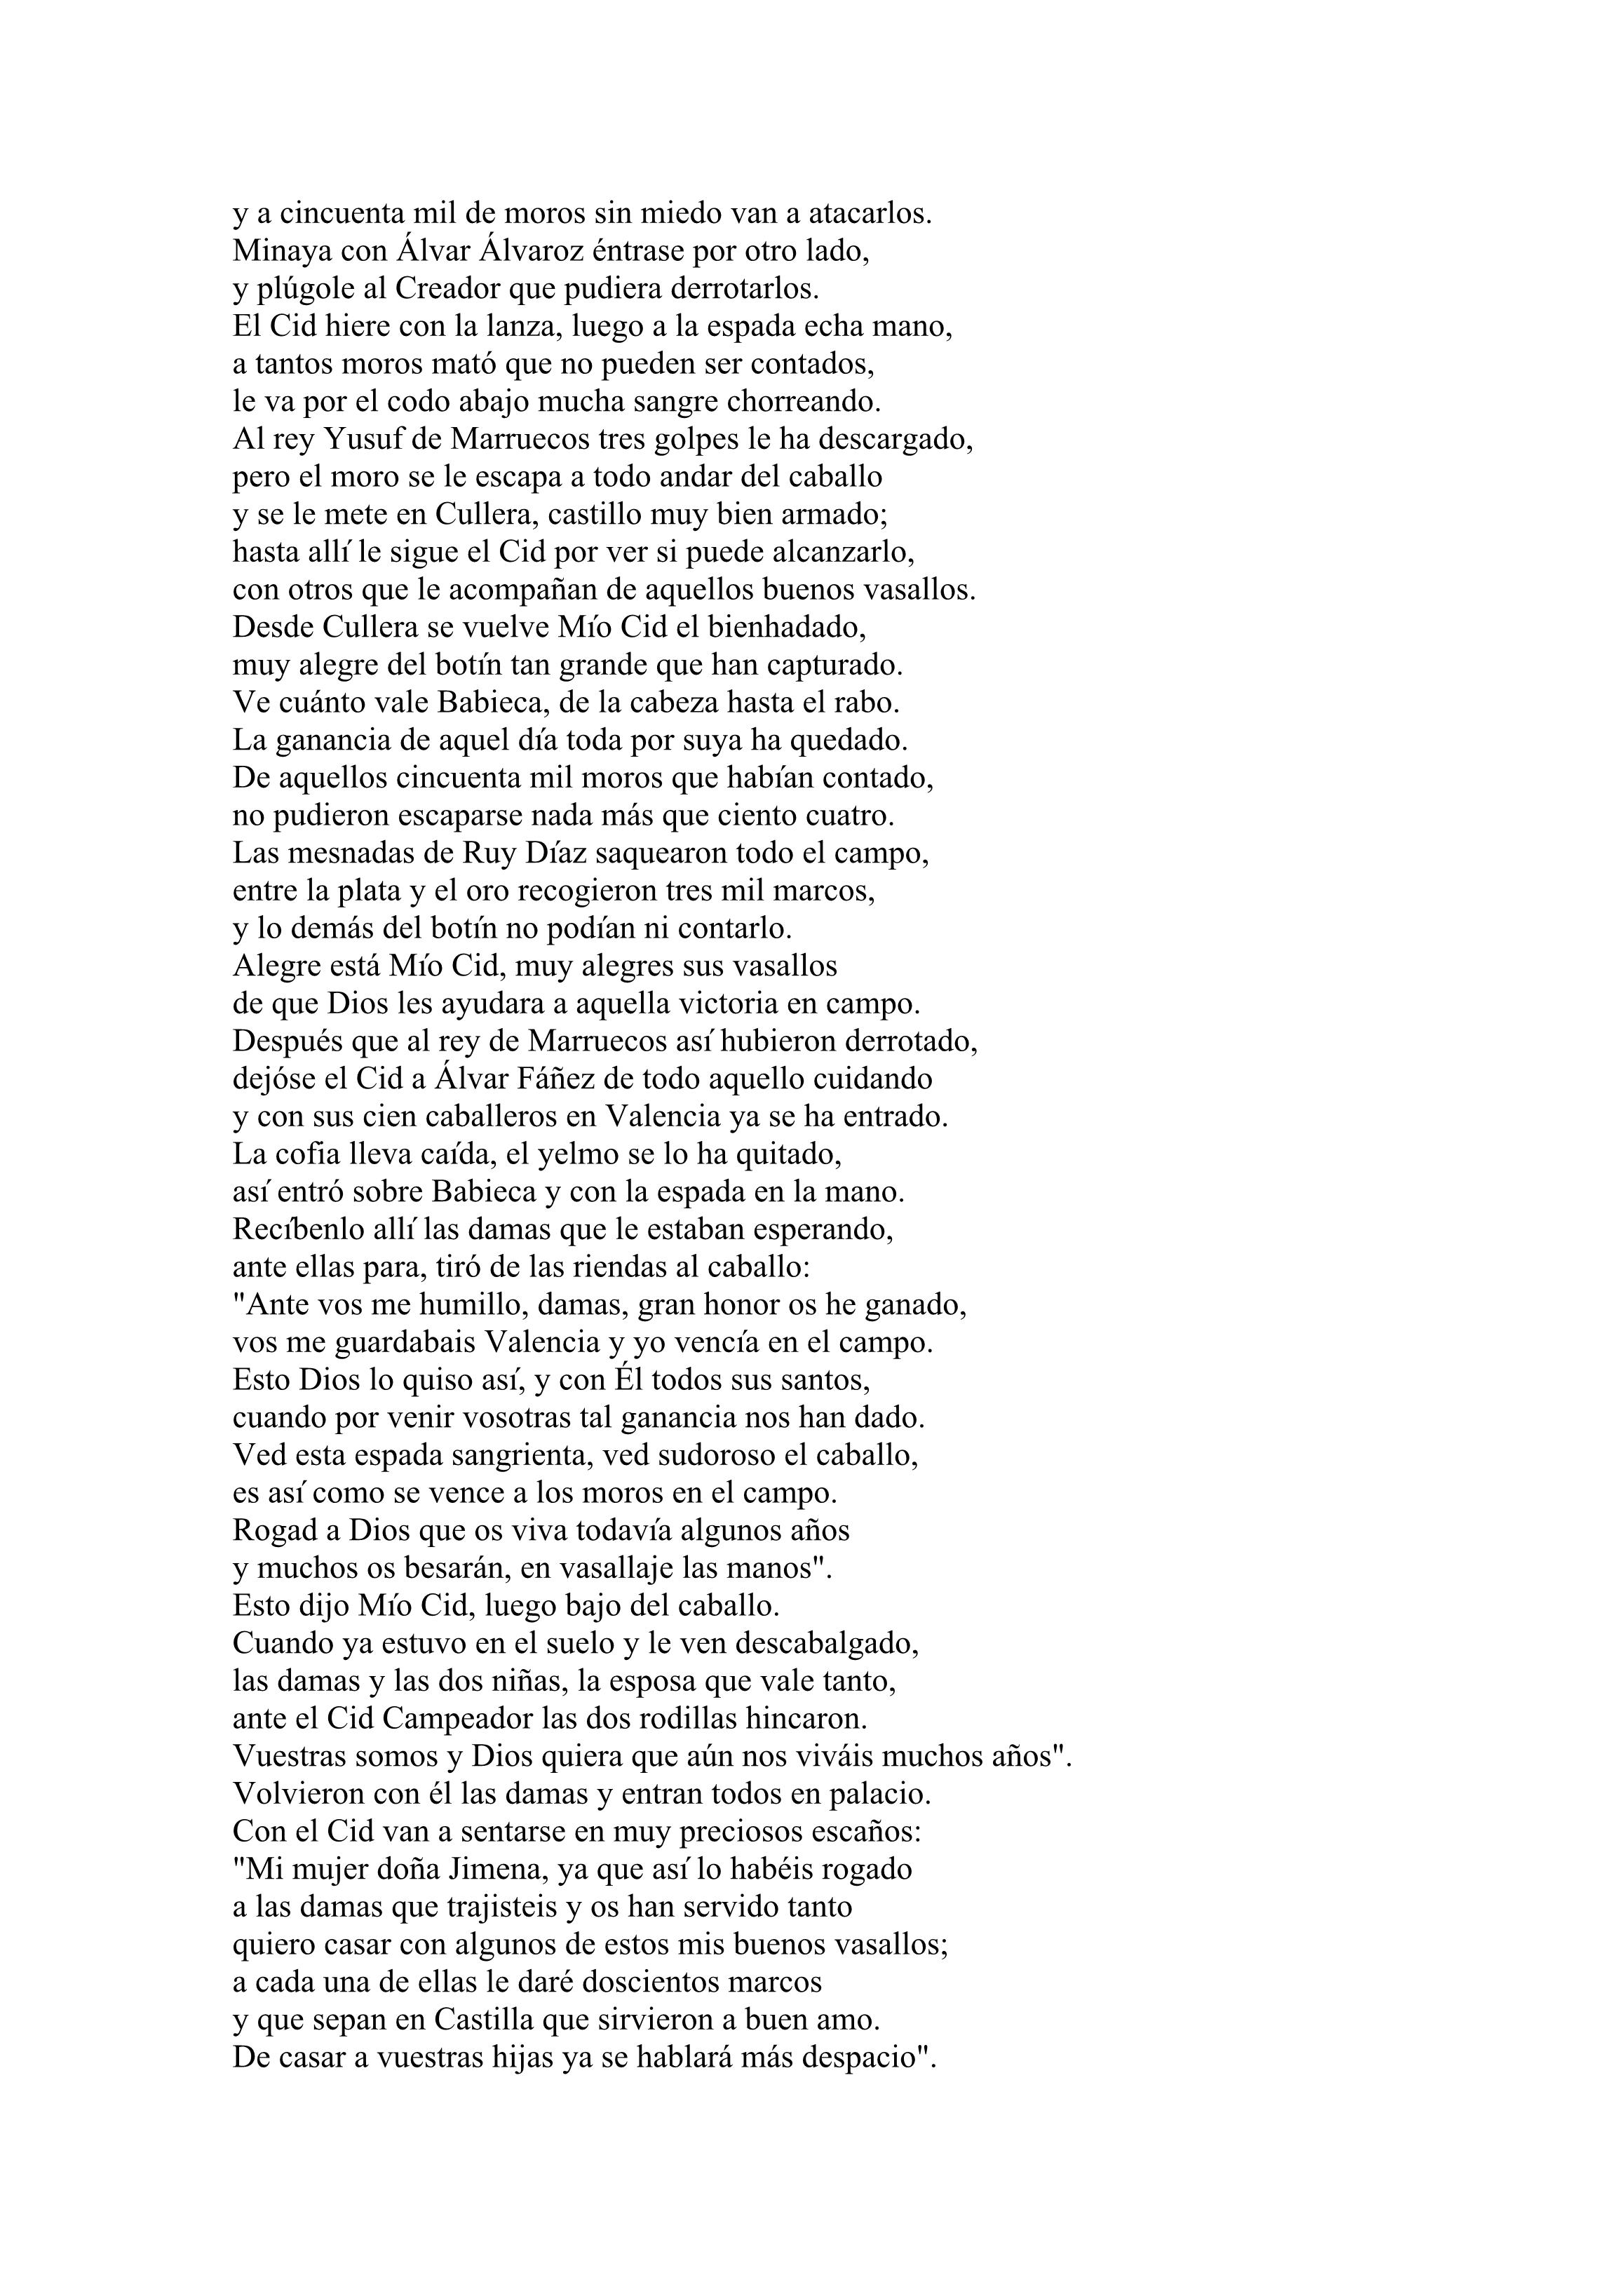 y a cincuenta mil de moros sin miedo van a atacarlos.
Minaya con Álvar Álvaroz éntrase por otro lado,
y plúgole al Creador que pudiera derrotarlos.
El Cid hiere con la lanza, luego a la espada echa mano,
a tantos moros mató que no pueden ser contados,
le va por el codo abajo mucha sangre chorreando.
Al rey Yusuf de Marruecos tres golpes le ha descargado,
pero el moro se le escapa a todo andar del caballo
y se le mete en Cullera, castillo muy bien armado;
hasta allí le sigue el Cid por ver si puede alcanzarlo,
con otros que le acompañan de aquellos buenos vasallos.
Desde Cullera se vuelve Mío Cid el bienhadado,
muy alegre del botín tan grande que han capturado.
Ve cuánto vale Babieca, de la cabeza hasta el rabo.
La ganancia de aquel día toda por suya ha quedado.
De aquellos cincuenta mil moros que habían contado,
no pudieron escaparse nada más que ciento cuatro.
Las mesnadas de Ruy Díaz saquearon todo el campo,
entre la plata y el oro recogieron tres mil marcos,
y lo demás del botín no podían ni contarlo.
Alegre está Mío Cid, muy alegres sus vasallos
de que Dios les ayudara a aquella victoria en campo.
Después que al rey de Marruecos así hubieron derrotado,
dejóse el Cid a Álvar Fáñez de todo aquello cuidando
y con sus cien caballeros en Valencia ya se ha entrado.
La cofia lleva caída, el yelmo se lo ha quitado,
así entró sobre Babieca y con la espada en la mano.
Recíbenlo allí las damas que le estaban esperando,
ante ellas para, tiró de las riendas al caballo:
"Ante vos me humillo, damas, gran honor os he ganado,
vos me guardabais Valencia y yo vencía en el campo.
Esto Dios lo quiso así, y con Él todos sus santos,
cuando por venir vosotras tal ganancia nos han dado.
Ved esta espada sangrienta, ved sudoroso el caballo,
es así como se vence a los moros en el campo.
Rogad a Dios que os viva todavía algunos años
y muchos os besarán, en vasallaje las manos".
Esto dijo Mío Cid, luego bajo del caballo.
Cuando ya estuvo en el suelo y le ven descabalgado,
las damas y las dos niñas, la esposa que vale tanto,
ante el Cid Campeador las dos rodillas hincaron.
Vuestras somos y Dios quiera que aún nos viváis muchos años".
Volvieron con él las damas y entran todos en palacio.
Con el Cid van a sentarse en muy preciosos escaños:
"Mi mujer doña Jimena, ya que así lo habéis rogado
a las damas que trajisteis y os han servido tanto
quiero casar con algunos de estos mis buenos vasallos;
a cada una de ellas le daré doscientos marcos
y que sepan en Castilla que sirvieron a buen amo.
De casar a vuestras hijas ya se hablará más despacio".